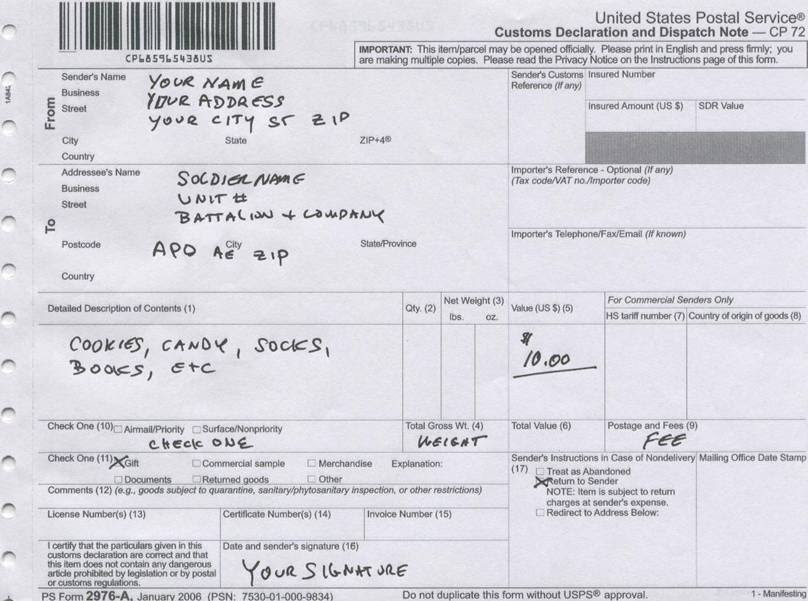 United States Postal Service®
Customs Declaration and Dispatch Note — CP 72
CP685965438US
IMPORTANT: This item/parcel may be opened officially. Please print in English and press firmly; you
are making multiple copies. Please read the Privacy Notice on the Instructions page of this form.
1A84L
From
Sender's Name YOUR NAME
Business YOUR ADDRESS
Street YOUR CITY ST ZIP
City State ZIP+4®
Country
Sender's Customs Reference (If any)
Insured Number
Insured Amount (US $) SDR Value
To
Addressee's Name SOLDIER NAME
Business UNIT #
Street BATTALION + COMPANY
Postcode City State/Province
APO AE ZIP
Country
Importer's Reference - Optional (If any)
(Tax code/VAT no./Importer code)
Importer's Telephone/Fax/Email (If known)
Detailed Description of Contents (1) Qty. (2) Net Weight (3) lbs. oz. Value (US $) (5)
For Commercial Senders Only
HS tariff number (7) Country of origin of goods (8)
COOKIES, CANDY, SOCKS,
BOOKS, ETC
$
10.00
Check One (10) Airmail/Priority Surface/Nonpriority
CHECK ONE
Total Gross Wt. (4)
WEIGHT
Total Value (6)
Postage and Fees (9)
FEE
Check One (11) Gift Commercial sample Merchandise Explanation:
Documents Returned goods Other
Comments (12) (e.g., goods subject to quarantine, sanitary/phytosanitary inspection, or other restrictions)
License Number(s) (13) Certificate Number(s) (14) Invoice Number (15)
Sender's Instructions in Case of Nondelivery
(17) Treat as Abandoned
Return to Sender
NOTE: Item is subject to return
charges at sender's expense.
Redirect to Address Below:
Mailing Office Date Stamp
I certify that the particulars given in this
customs declaration are correct and that
this item does not contain any dangerous
article prohibited by legislation or by postal
or customs regulations.
Date and sender's signature (16)
YOUR SIGNATURE
PS Form 2976-A, January 2006 (PSN: 7530-01-000-9834) Do not duplicate this form without USPS® approval. 1 - Manifesting